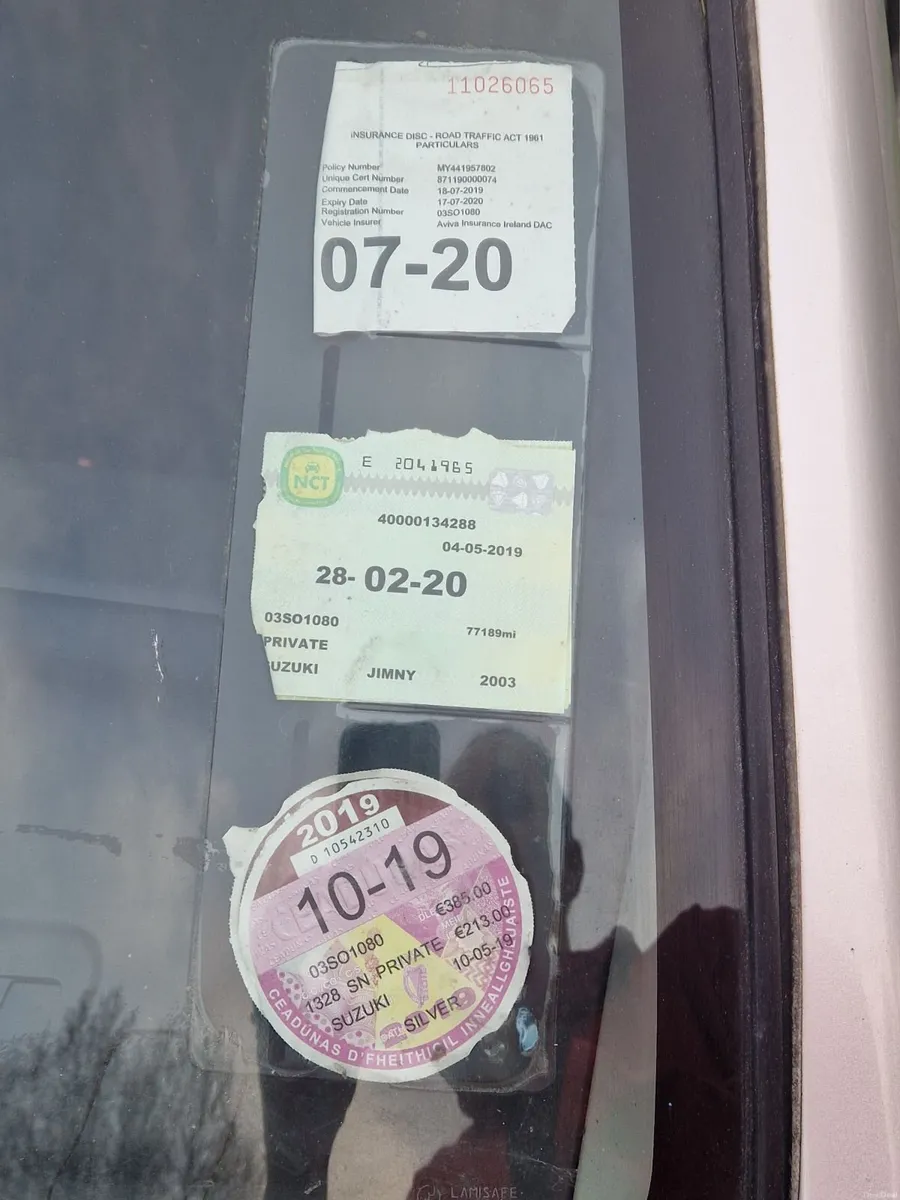 11026065
INSURANCE DISC - ROAD TRAFFIC ACT 1961
PARTICULARS
Policy Number MY441957802
Unique Cert Number 871190000074
Commencement Date 18-07-2019
Expiry Date 17-07-2020
Registration Number 03SO1080
Vehicle Insurer Aviva Insurance Ireland DAC
07-20
NCT E 2041965
40000134288
04-05-2019
28-02-20
03SO1080 77189mi
PRIVATE
UZUKI JIMNY 2003
2019
D 10542310
10-19
€385.00
03SO1080 €213.00
1328 SN PRIVATE 10-05-19
SUZUKI SILVER
CEADÚNAS D'FHEITHICIL INNEALLGHLUAISTE
LAMISAFE